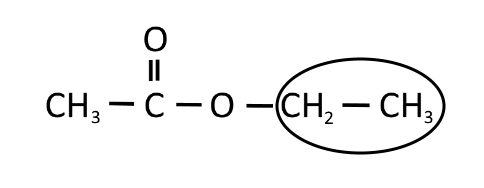 O
CH₃ — C — O — CH₂ — CH₃